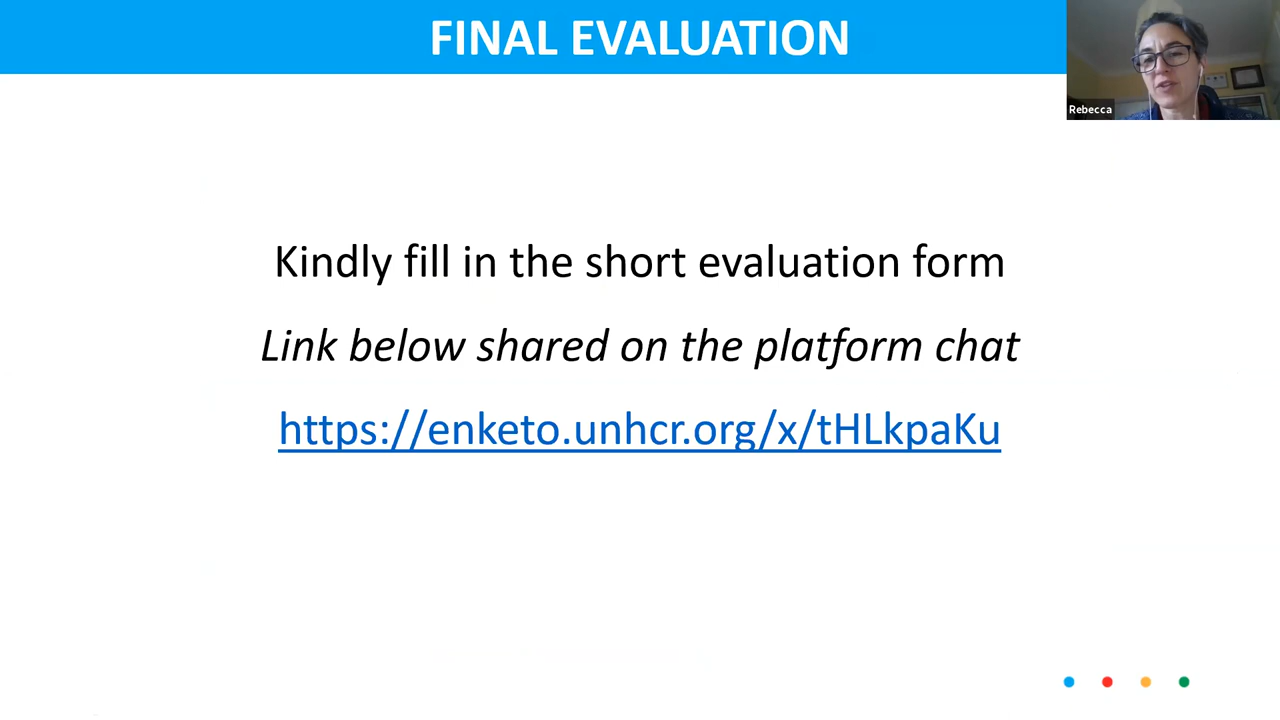 FINAL EVALUATION
Rebecca
Kindly fill in the short evaluation form
Link below shared on the platform chat
https://enketo.unhcr.org/x/tHLkpaKu